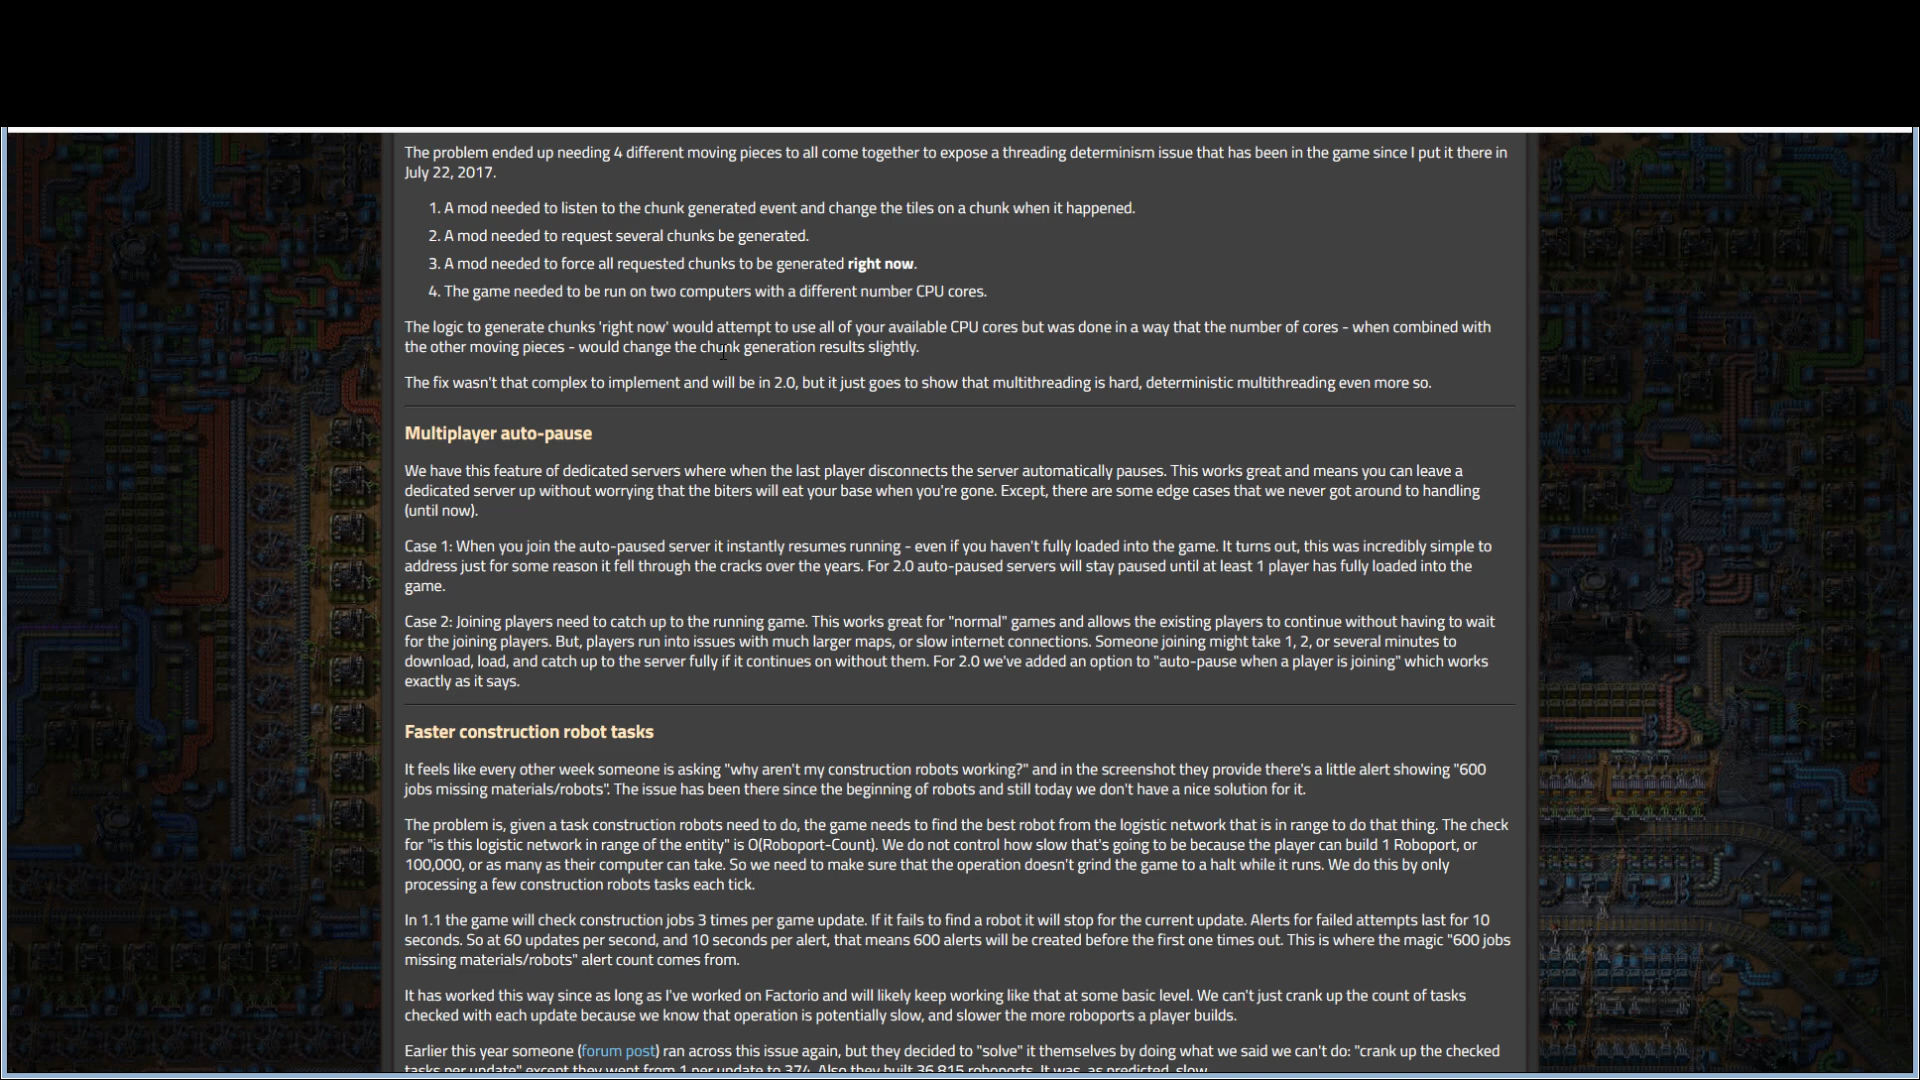 The problem ended up needing 4 different moving pieces to all come together to expose a threading determinism issue that has been in the game since I put it there in
July 22, 2017.
1. A mod needed to listen to the chunk generated event and change the tiles on a chunk when it happened.
2. A mod needed to request several chunks be generated.
3. A mod needed to force all requested chunks to be generated right now.
4. The game needed to be run on two computers with a different number CPU cores.
The logic to generate chunks 'right now' would attempt to use all of your available CPU cores but was done in a way that the number of cores - when combined with
the other moving pieces - would change the chunk generation results slightly.
The fix wasn't that complex to implement and will be in 2.0, but it just goes to show that multithreading is hard, deterministic multithreading even more so.
Multiplayer auto-pause
We have this feature of dedicated servers where when the last player disconnects the server automatically pauses. This works great and means you can leave a
dedicated server up without worrying that the biters will eat your base when you're gone. Except, there are some edge cases that we never got around to handling
(until now).
Case 1: When you join the auto-paused server it instantly resumes running - even if you haven't fully loaded into the game. It turns out, this was incredibly simple to
address just for some reason it fell through the cracks over the years. For 2.0 auto-paused servers will stay paused until at least 1 player has fully loaded into the
game.
Case 2: Joining players need to catch up to the running game. This works great for "normal" games and allows the existing players to continue without having to wait
for the joining players. But, players run into issues with much larger maps, or slow internet connections. Someone joining might take 1, 2, or several minutes to
download, load, and catch up to the server fully if it continues on without them. For 2.0 we've added an option to "auto-pause when a player is joining" which works
exactly as it says.
Faster construction robot tasks
It feels like every other week someone is asking "why aren't my construction robots working?" and in the screenshot they provide there's a little alert showing "600
jobs missing materials/robots". The issue has been there since the beginning of robots and still today we don't have a nice solution for it.
The problem is, given a task construction robots need to do, the game needs to find the best robot from the logistic network that is in range to do that thing. The check
for "is this logistic network in range of the entity" is O(Roboport-Count). We do not control how slow that's going to be because the player can build 1 Roboport, or
100,000, or as many as their computer can take. So we need to make sure that the operation doesn't grind the game to a halt while it runs. We do this by only
processing a few construction robots tasks each tick.
In 1.1 the game will check construction jobs 3 times per game update. If it fails to find a robot it will stop for the current update. Alerts for failed attempts last for 10
seconds. So at 60 updates per second, and 10 seconds per alert, that means 600 alerts will be created before the first one times out. This is where the magic "600 jobs
missing materials/robots" alert count comes from.
It has worked this way since as long as I've worked on Factorio and will likely keep working like that at some basic level. We can't just crank up the count of tasks
checked with each update because we know that operation is potentially slow, and slower the more roboports a player builds.
Earlier this year someone (forum post) ran across this issue again, but they decided to "solve" it themselves by doing what we said we can't do: "crank up the checked
tasks per update" except they went from 1 per update to 374. Also they built 36,815 roboports. It was, as predicted, slow.